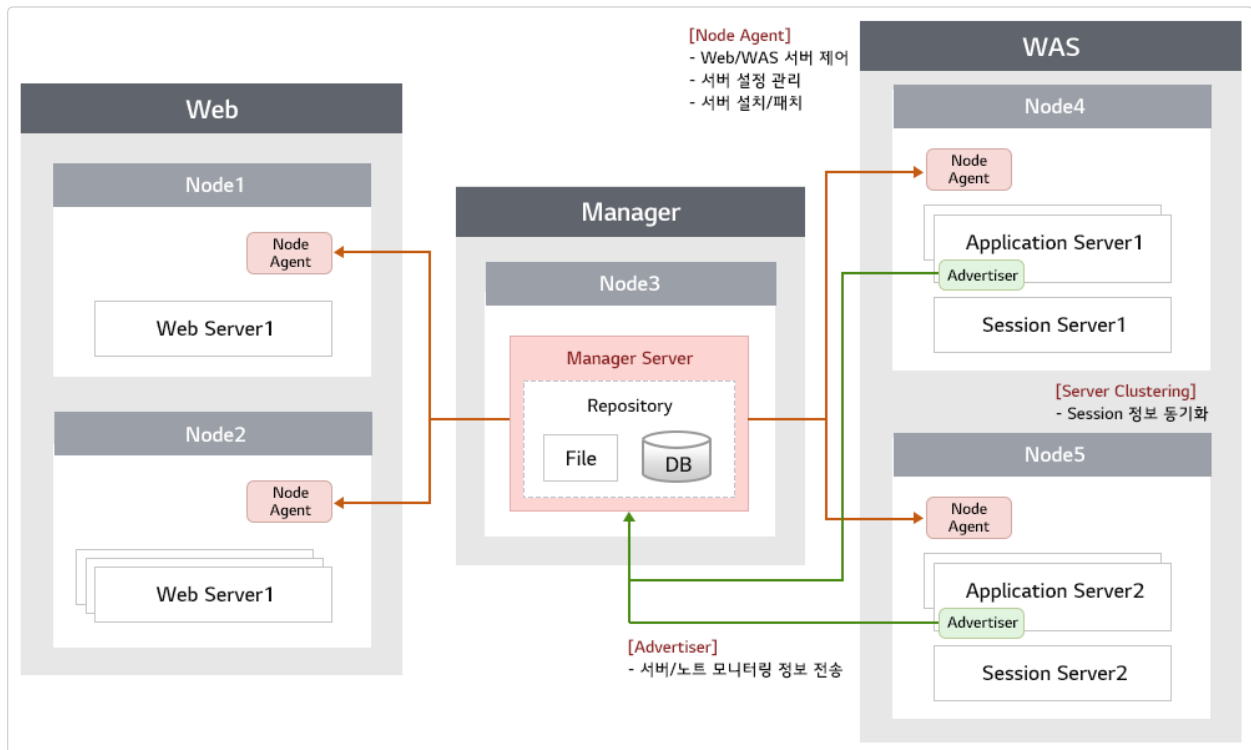 Web
Node1
Node
Agent
Web Server1
Node2
Node
Agent
Web Server1
Manager
Node3
Manager Server
Repository
File
DB
[Node Agent]
- Web/WAS 서버 제어
- 서버 설정 관리
- 서버 설치/패치
WAS
Node4
Node
Agent
Application Server1
Advertiser
Session Server1
[Server Clustering]
- Session 정보 동기화
Node5
Node
Agent
Application Server2
Advertiser
Session Server2
[Advertiser]
- 서버/노트 모니터링 정보 전송